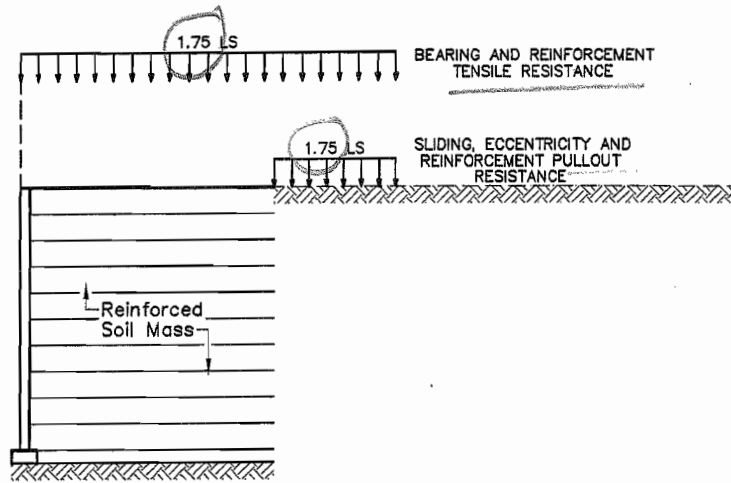 1.75 LS
BEARING AND REINFORCEMENT
TENSILE RESISTANCE
1.75 LS
SLIDING, ECCENTRICITY AND
REINFORCEMENT PULLOUT
RESISTANCE
Reinforced
Soil Mass